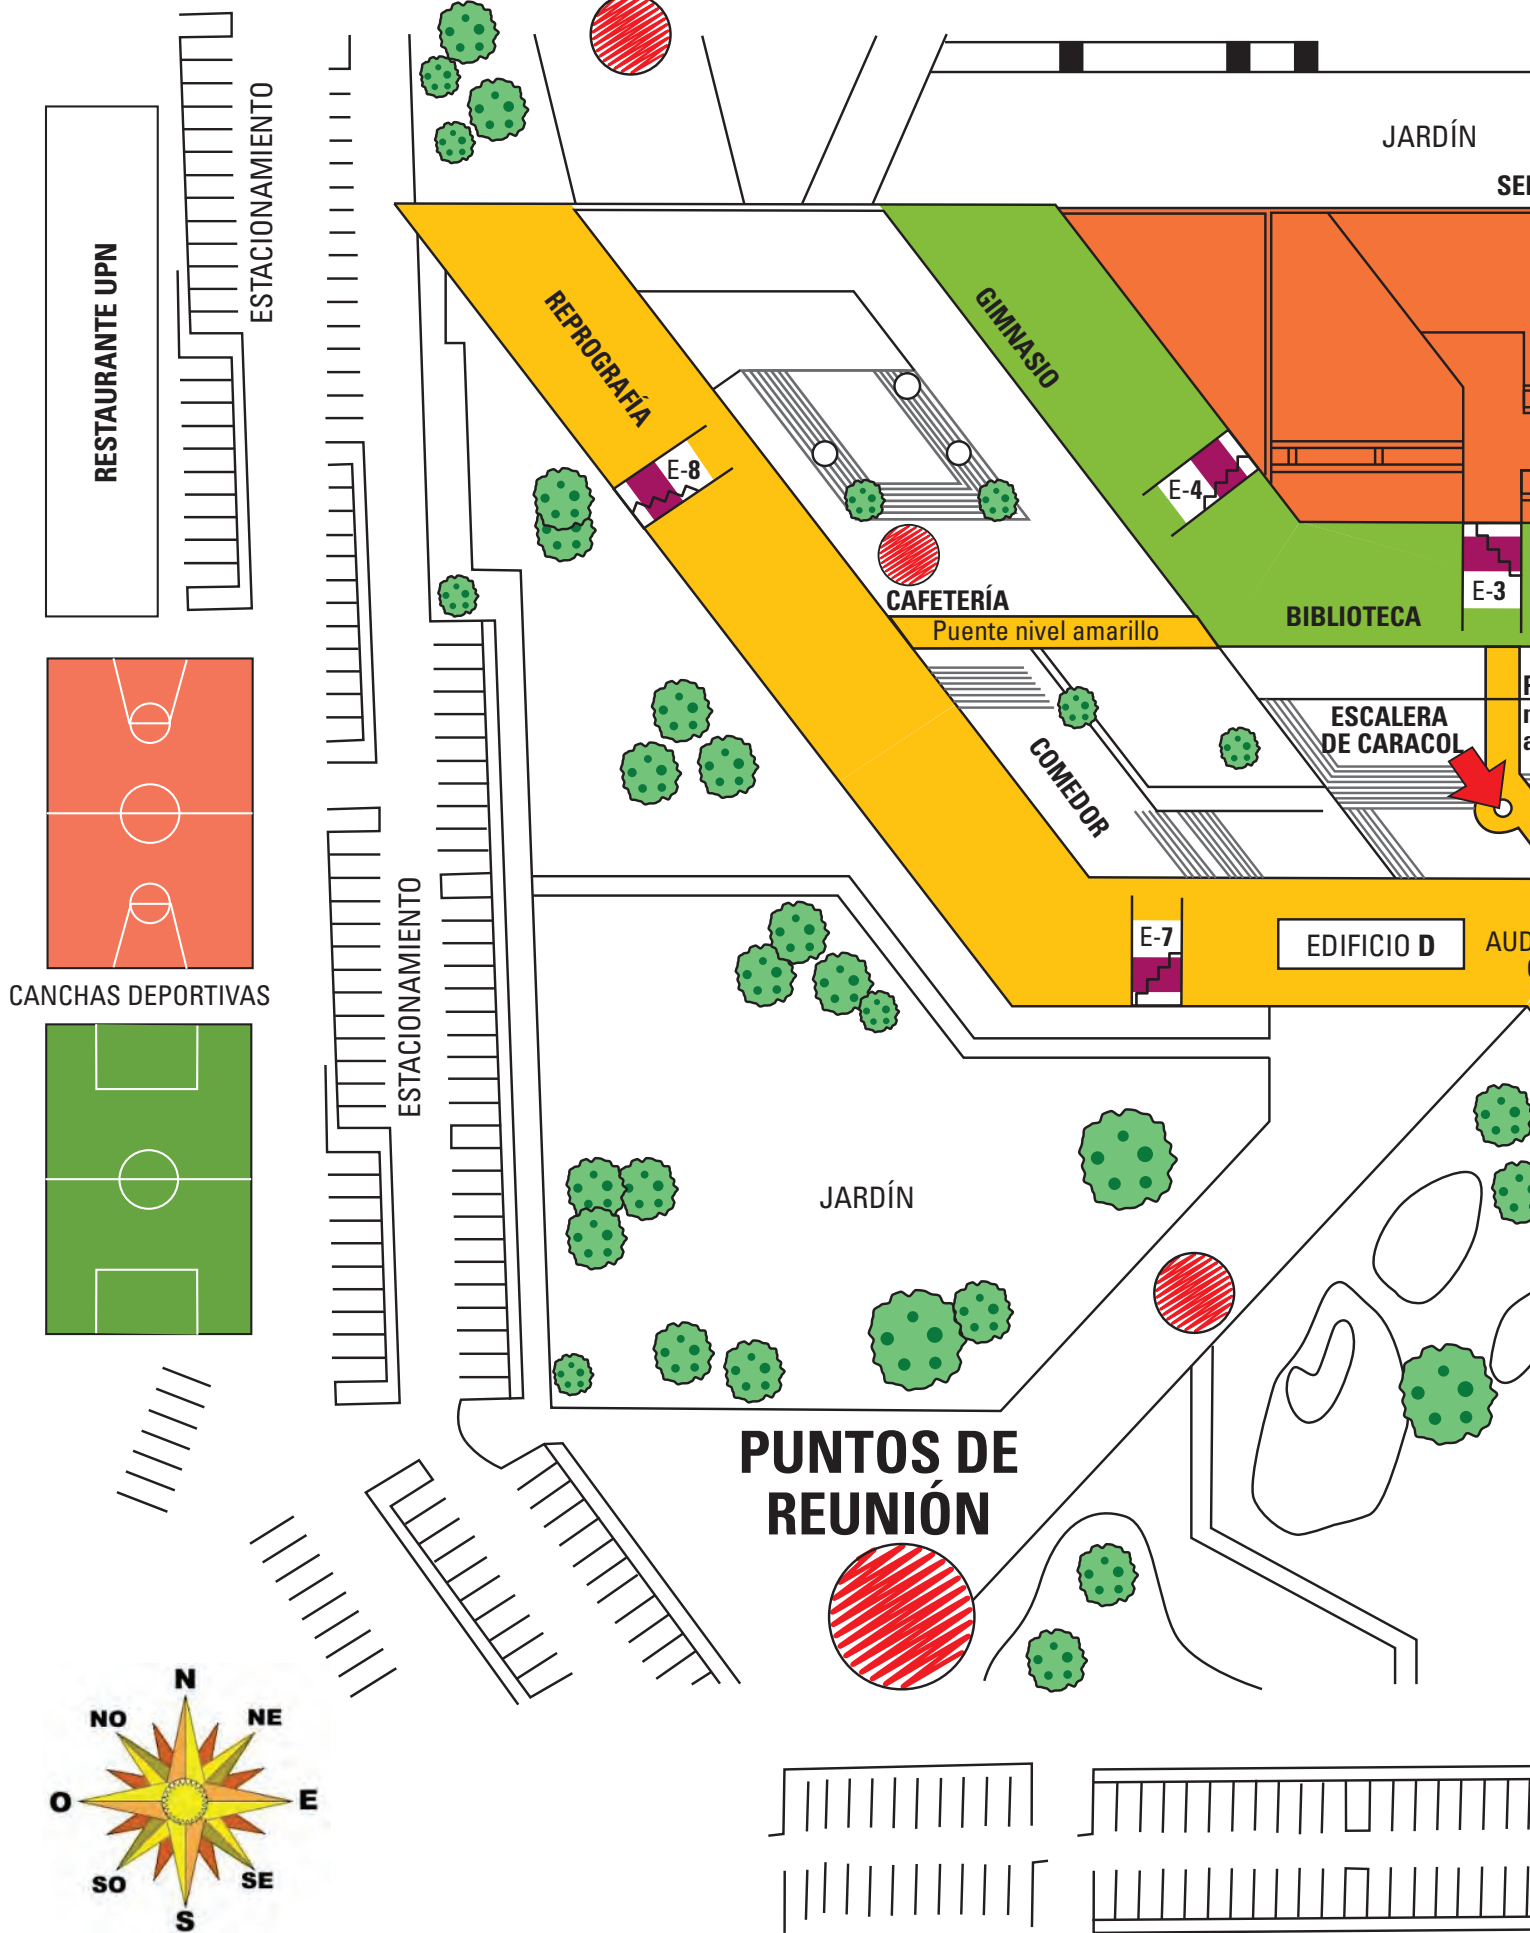 JARDÍN
ESTACIONAMIENTO
RESTAURANTE UPN
REPROGRAFÍA
GIMNASIO
E-8
E-4
E-3
CAFETERÍA
Puente nivel amarillo
BIBLIOTECA
ESCALERA
DE CARACOL
COMEDOR
E-7
EDIFICIO D
CANCHAS DEPORTIVAS
ESTACIONAMIENTO
JARDÍN
PUNTOS DE
REUNIÓN
N
NO
NE
O
E
SO
SE
S